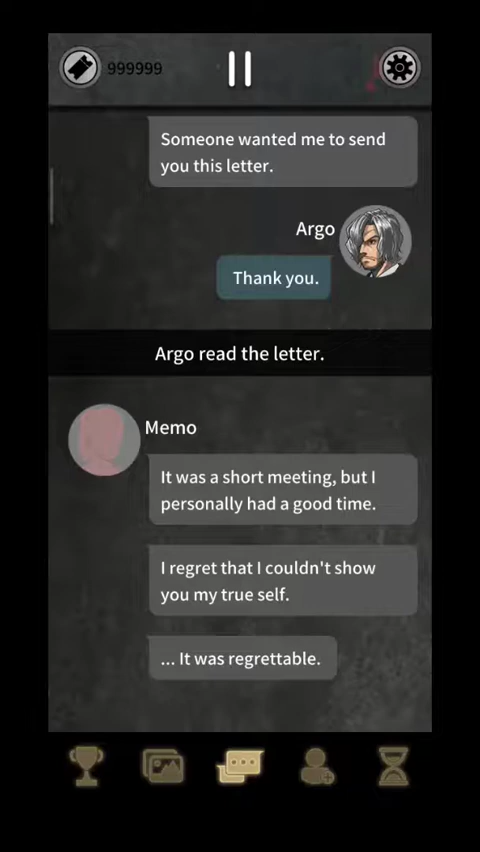 999999
Someone wanted me to send
you this letter.
Argo
Thank you.
Argo read the letter.
Memo
It was a short meeting, but I
personally had a good time.
I regret that I couldn't show
you my true self.
... It was regrettable.